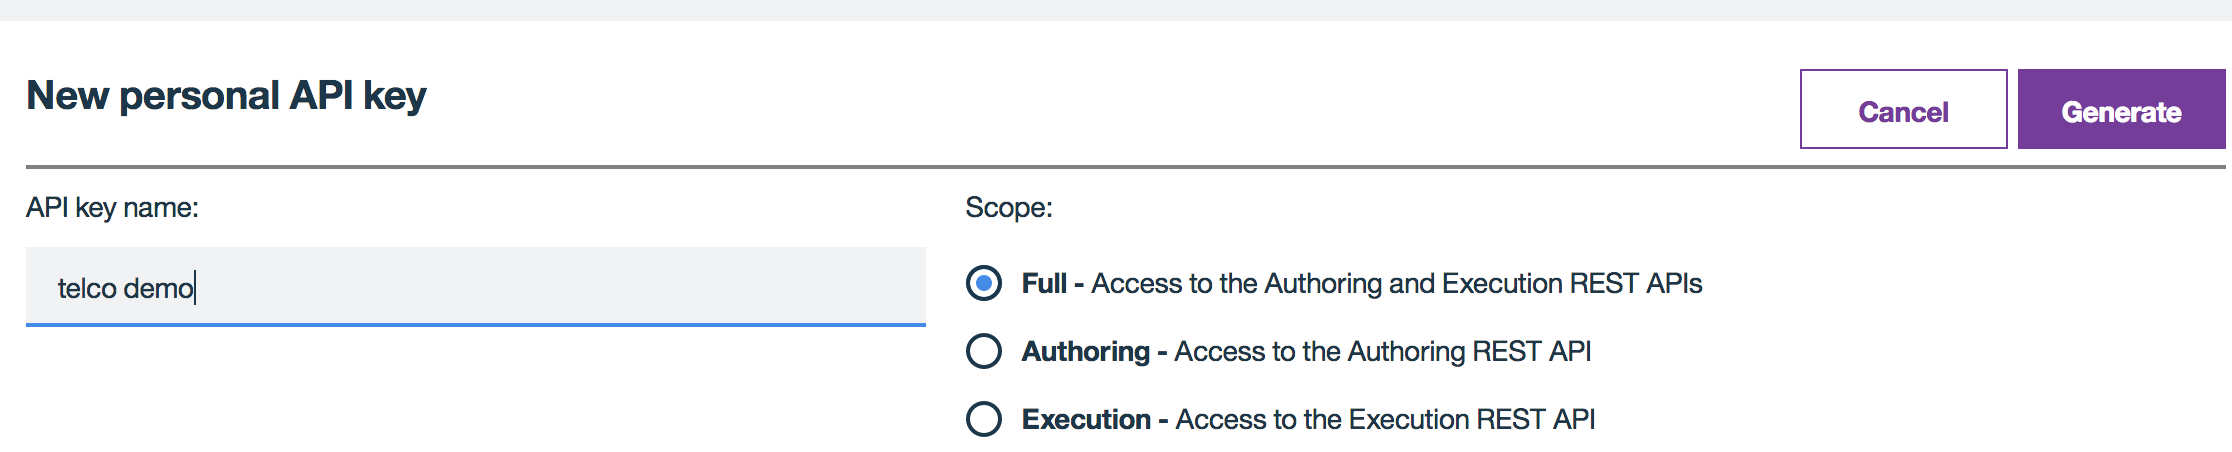 New personal API key
Cancel
Generate
API key name:
telco demo
Scope:
Full - Access to the Authoring and Execution REST APIs
Authoring - Access to the Authoring REST API
Execution - Access to the Execution REST API